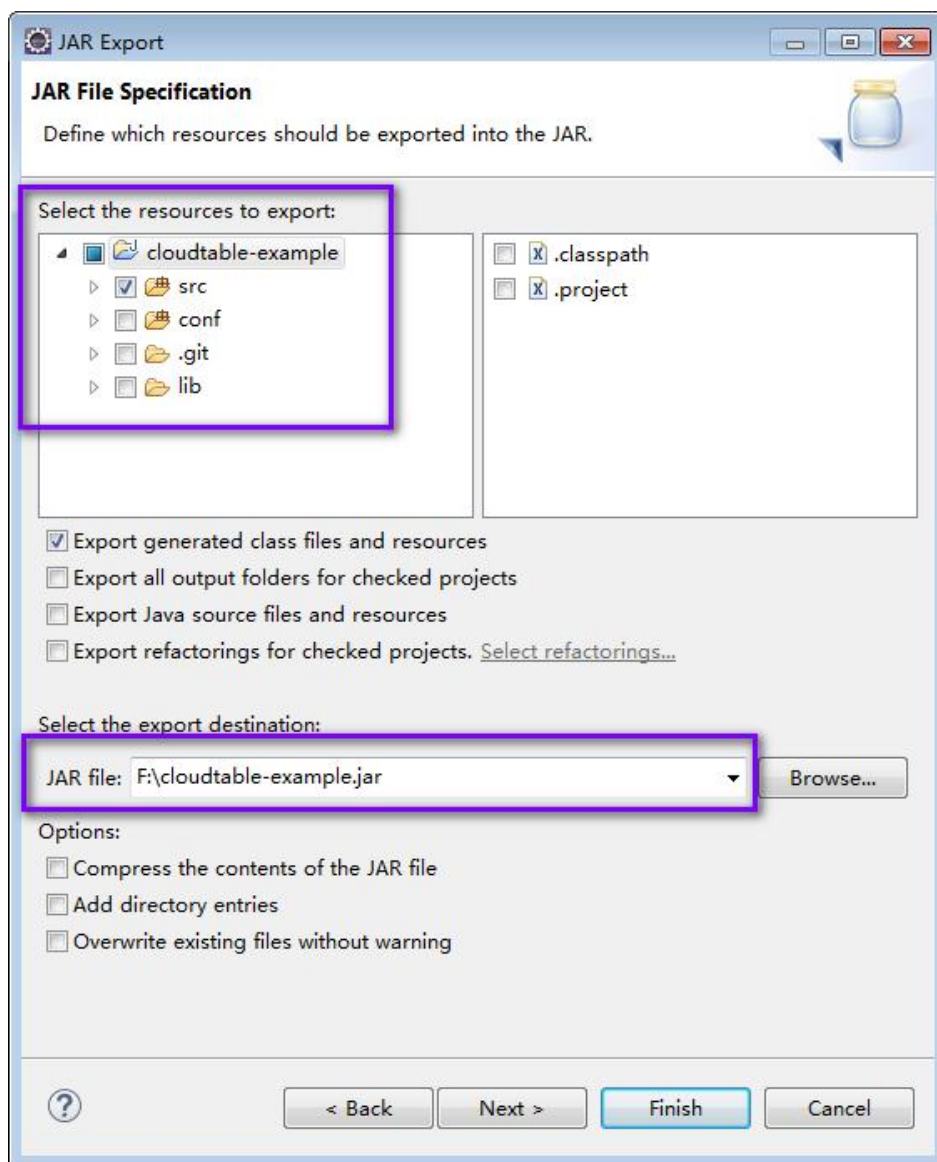 JAR Export
JAR File Specification
Define which resources should be exported into the JAR.
Select the resources to export:
cloudtable-example
src
conf
.git
lib
.classpath
.project
Export generated class files and resources
Export all output folders for checked projects
Export Java source files and resources
Export refactorings for checked projects. Select refactorings...
Select the export destination:
JAR file: F:\cloudtable-example.jar Browse...
Options:
Compress the contents of the JAR file
Add directory entries
Overwrite existing files without warning
? < Back Next > Finish Cancel